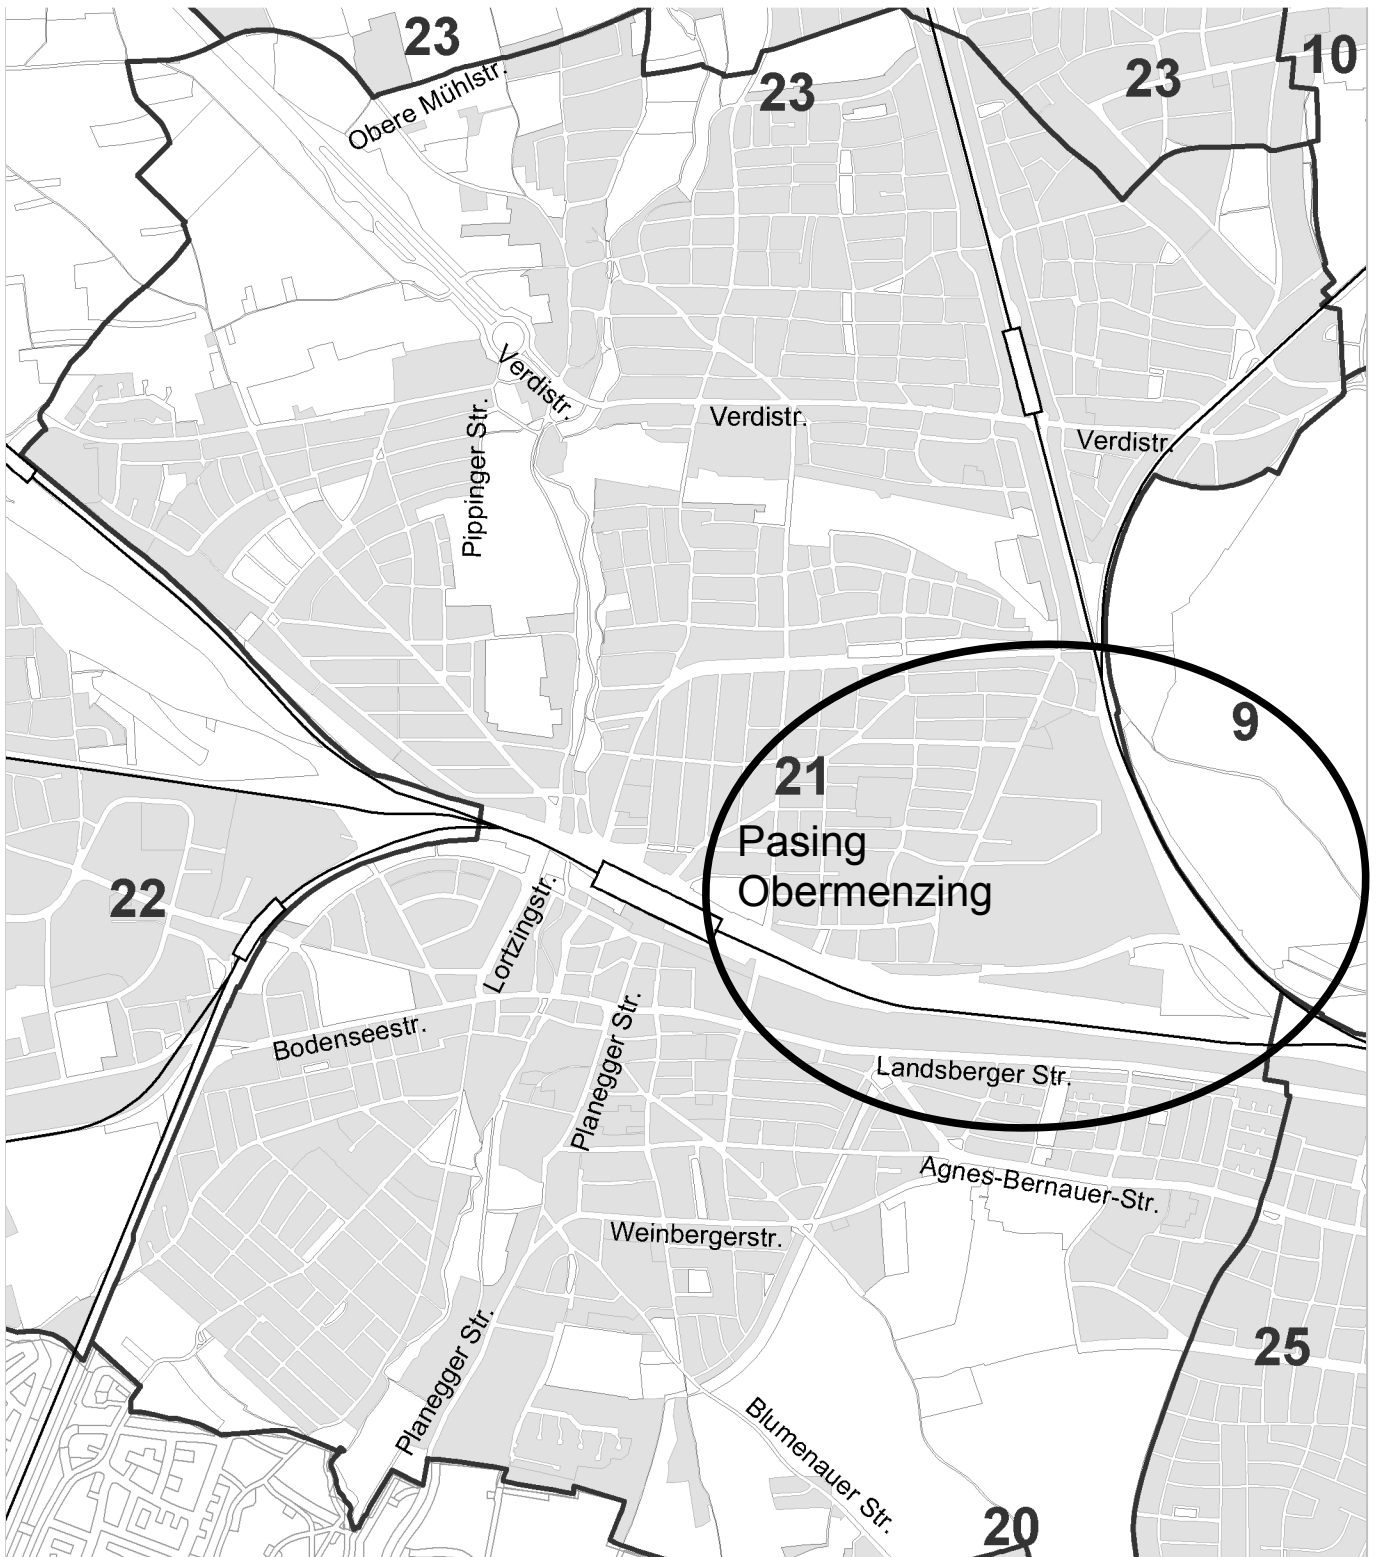 23
10
23
23
Obere Mühlstr.
Verdistr.
Pippinger Str.
Verdistr.
Verdistr.
9
21
Pasing
Obermenzing
22
Lortzingstr.
Bodenseestr.
Planegger Str.
Landsberger Str.
Agnes-Bernauer-Str.
Weinbergerstr.
25
Planegger Str.
Blumenauer Str.
20